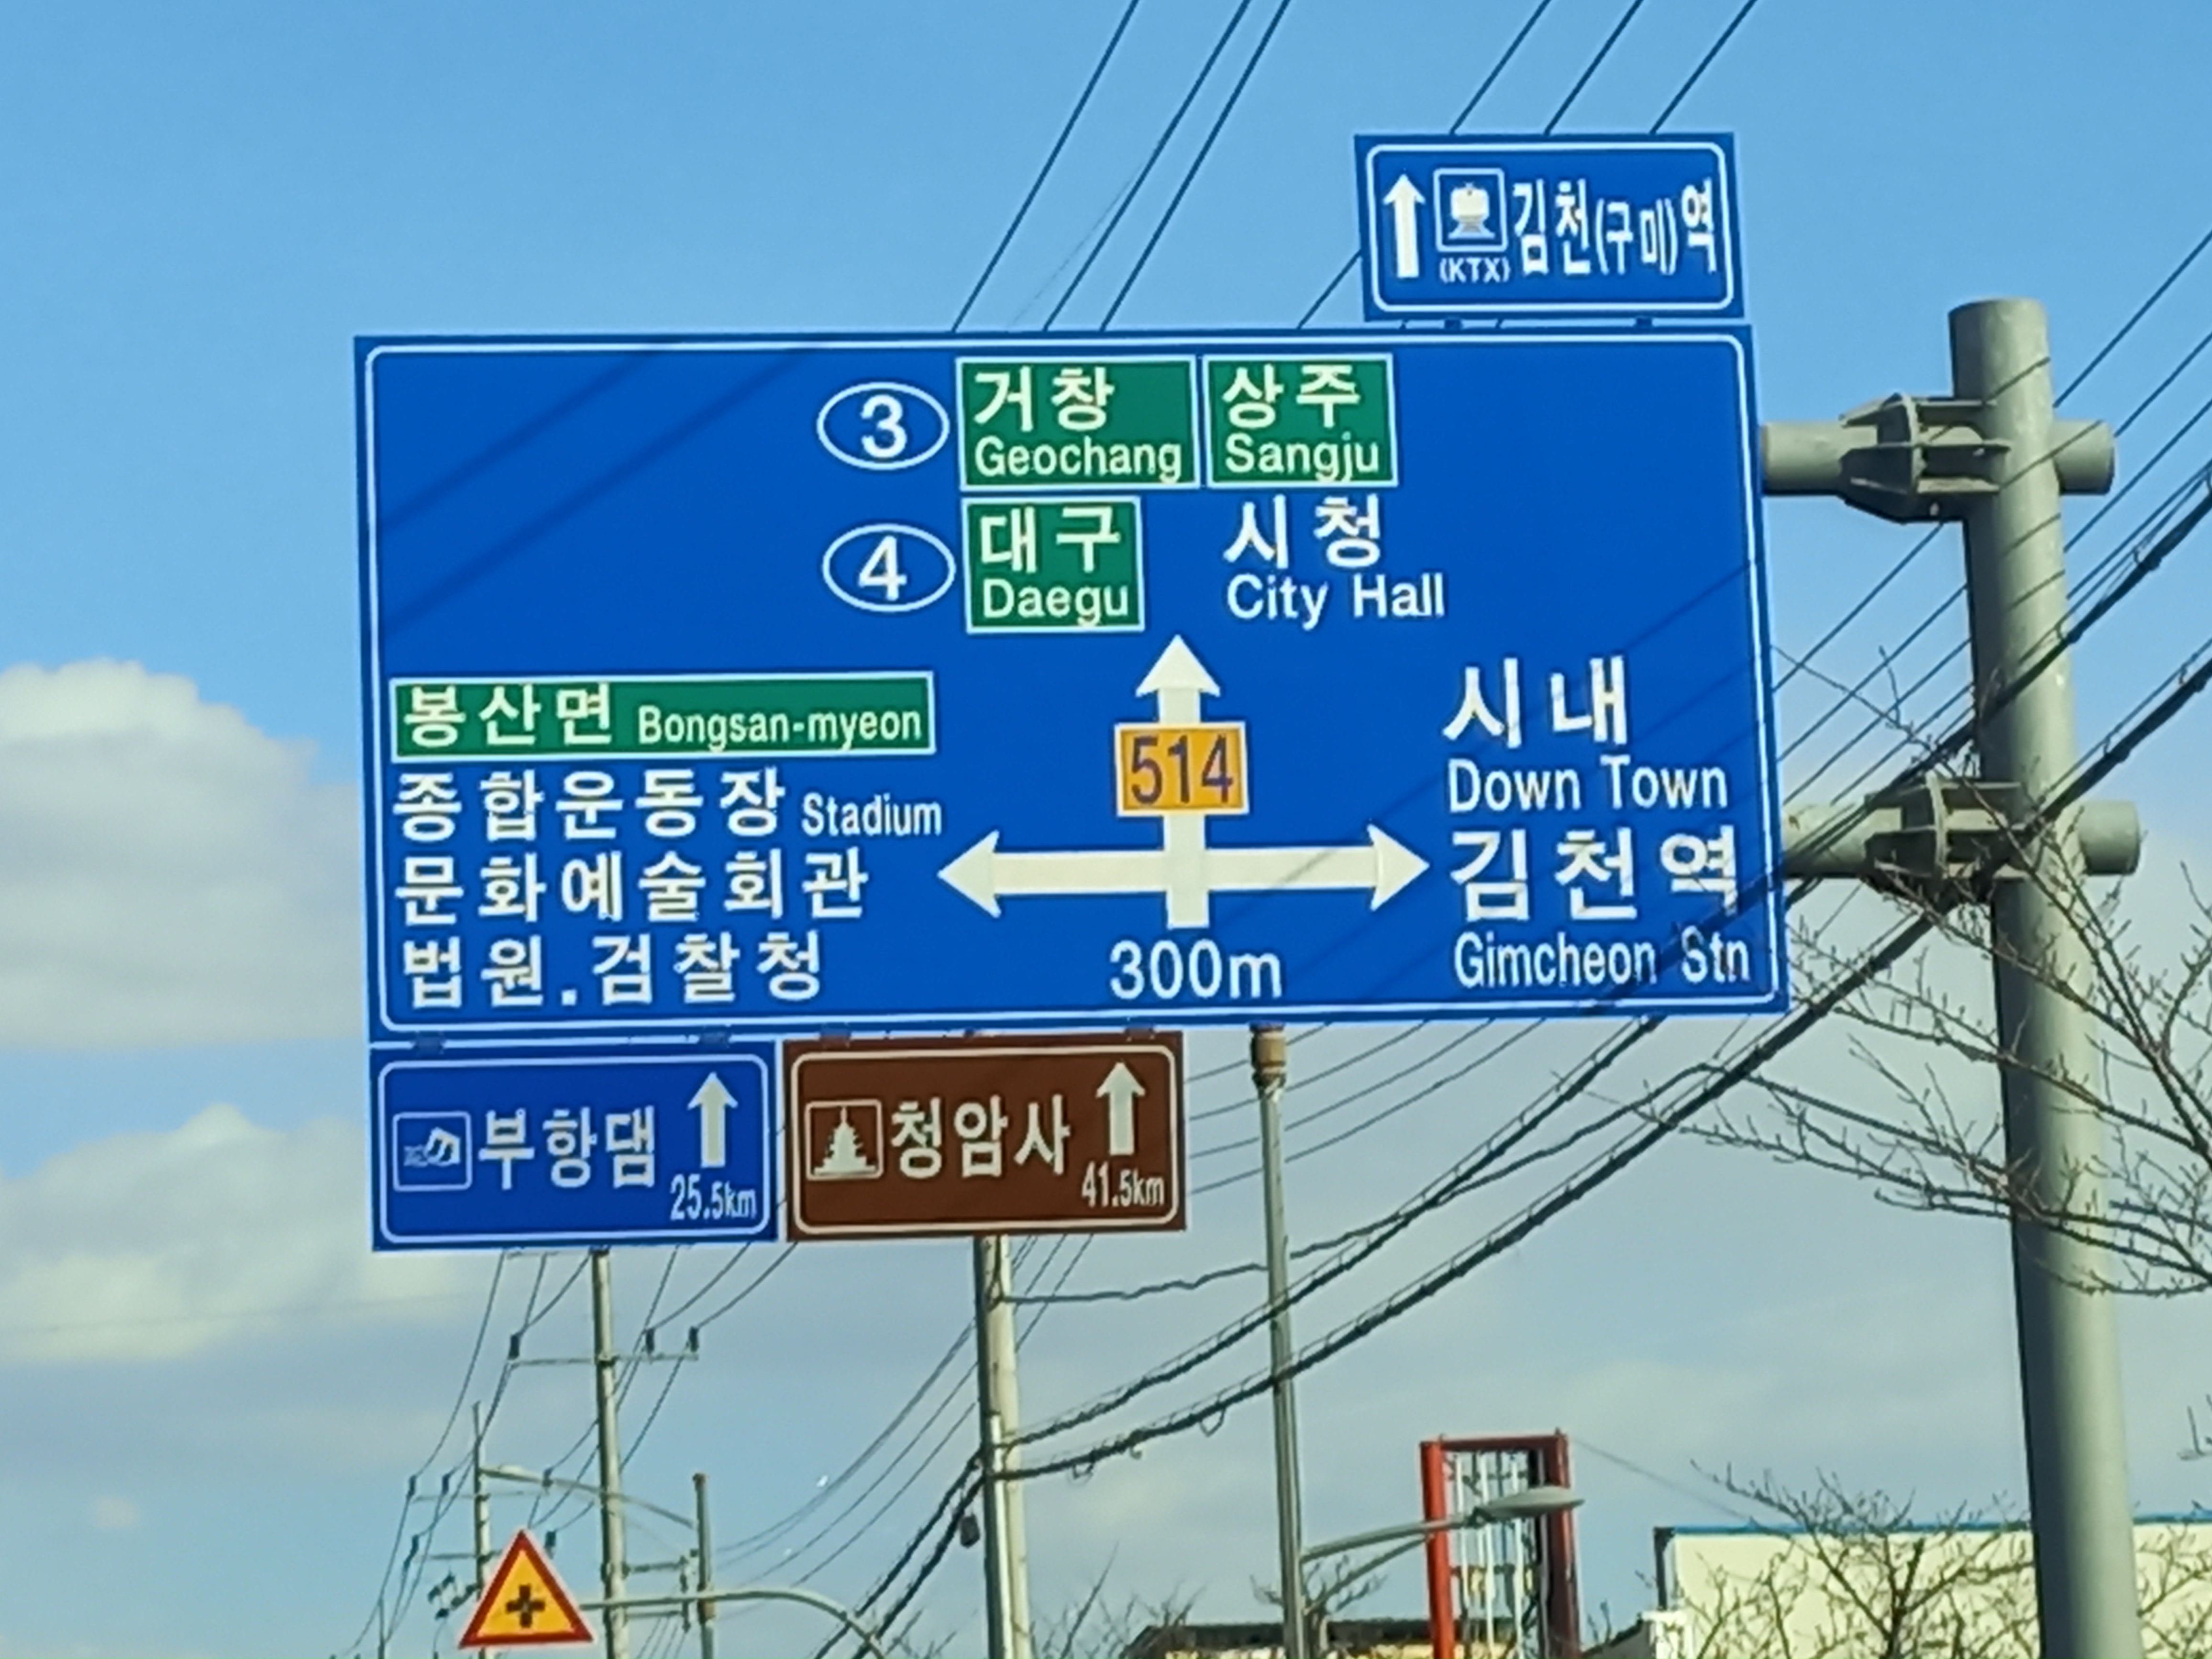 (KTX) 김천(구미)역
3 거창 상주
Geochang Sangju
4 대구 시청
Daegu City Hall
봉산면 Bongsan-myeon
종합운동장 Stadium
문화예술회관
법원.검찰청
514
300m
시내
Down Town
김천역
Gimcheon Stn
부항댐
25.5km
청암사
41.5km